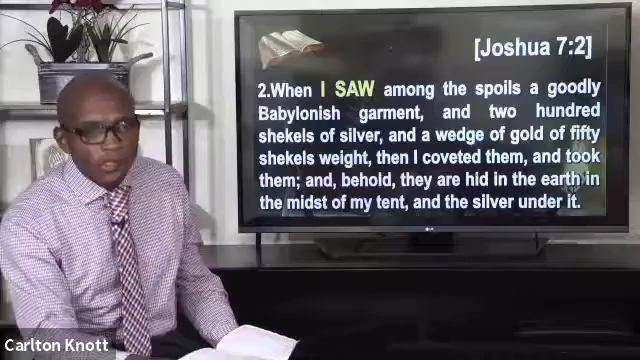 [Joshua 7:2]
2.When I SAW among the spoils a goodly
Babylonish garment, and two hundred
shekels of silver, and a wedge of gold of fifty
shekels weight, then I coveted them, and took
them; and, behold, they are hid in the earth in
the midst of my tent, and the silver under it.
LG
Carlton Knott